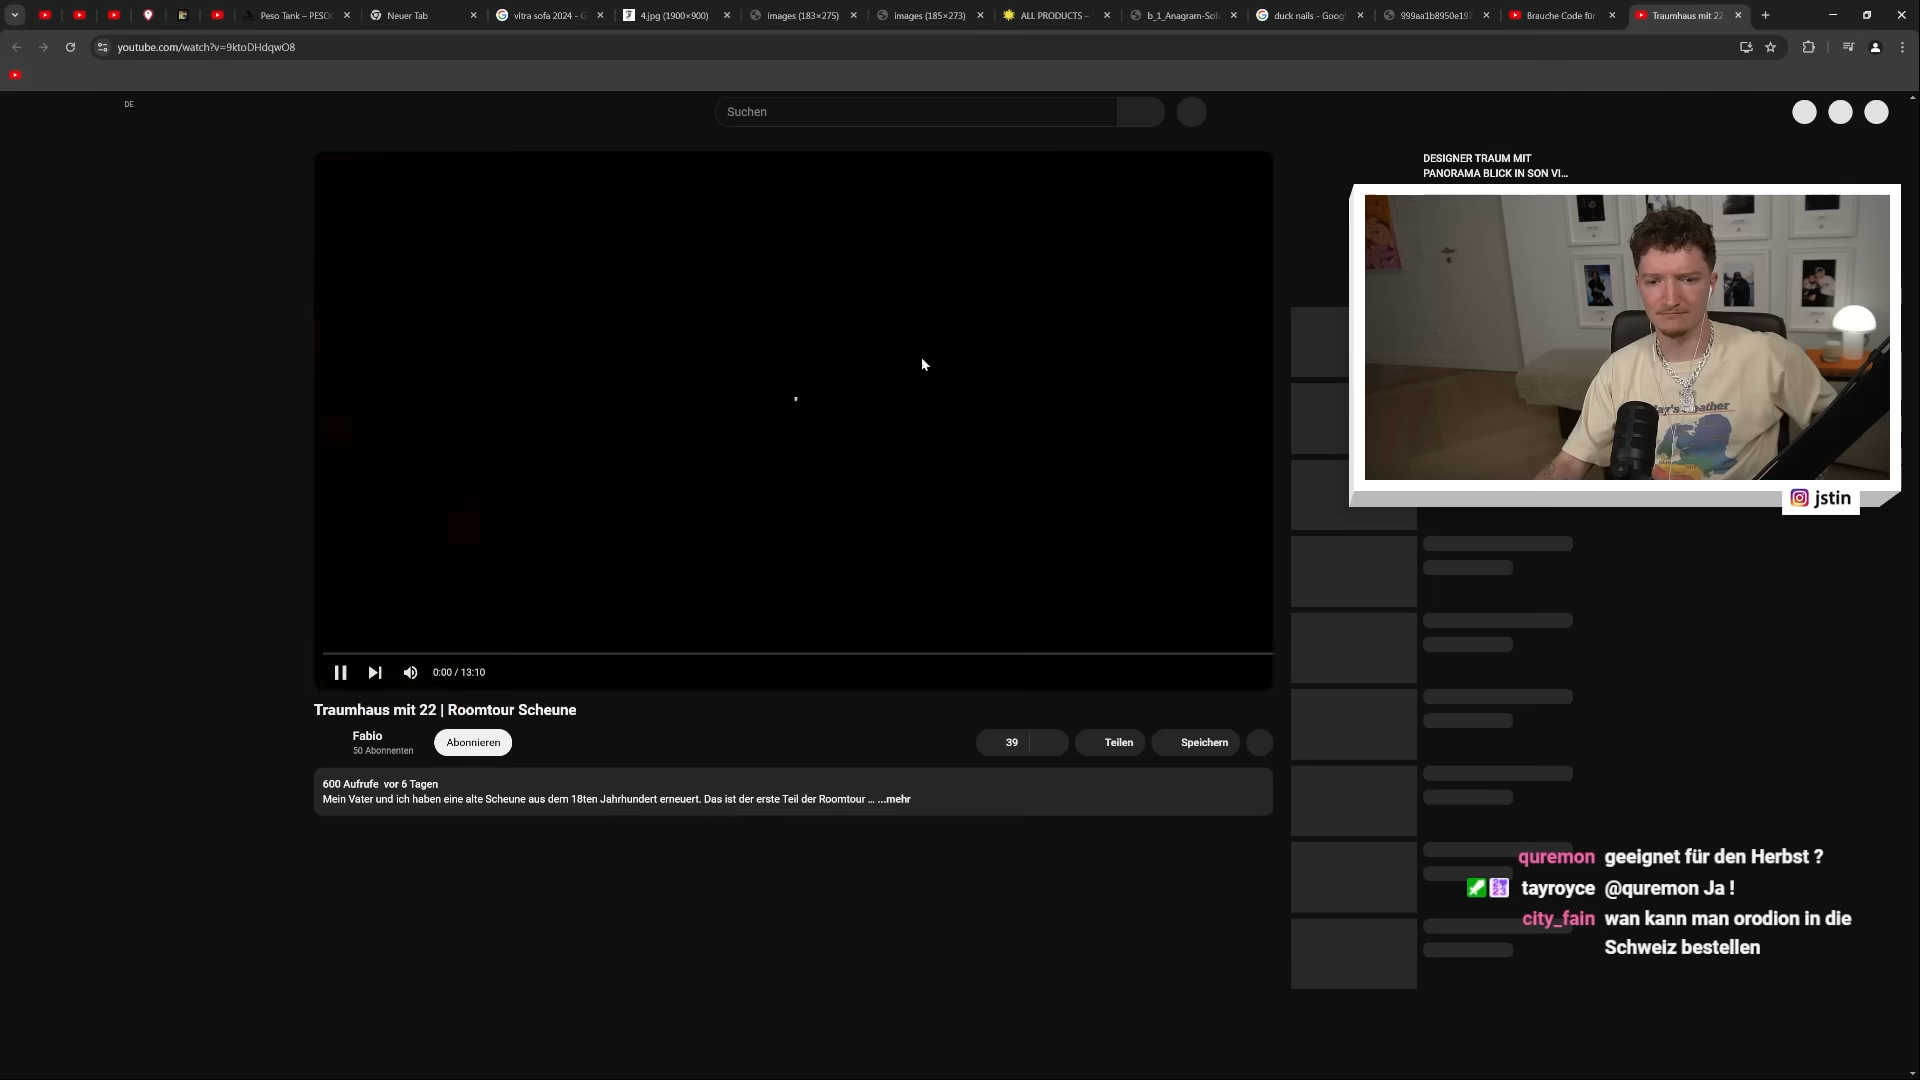 Peso Tank – PESO
Neuer Tab
vitra sofa 2024 - G
4.jpg (1900×900)
images (183×275)
images (185×273)
ALL PRODUCTS –
b_1_Anagram-Sof
duck nails - Googl
999aa1b8950e197
Brauche Code für
Traumhaus mit 22
youtube.com/watch?v=9ktoDHdqwO8
DE
Suchen
DESIGNER TRAUM MIT
PANORAMA BLICK IN SON VI...
jstin
0:00 / 13:10
Traumhaus mit 22 | Roomtour Scheune
Fabio
50 Abonnenten
Abonnieren
39
Teilen
Speichern
600 Aufrufe vor 6 Tagen
Mein Vater und ich haben eine alte Scheune aus dem 18ten Jahrhundert erneuert. Das ist der erste Teil der Roomtour ... ...mehr
quremon geeignet für den Herbst ?
tayroyce @quremon Ja !
city_fain wan kann man orodion in die
Schweiz bestellen